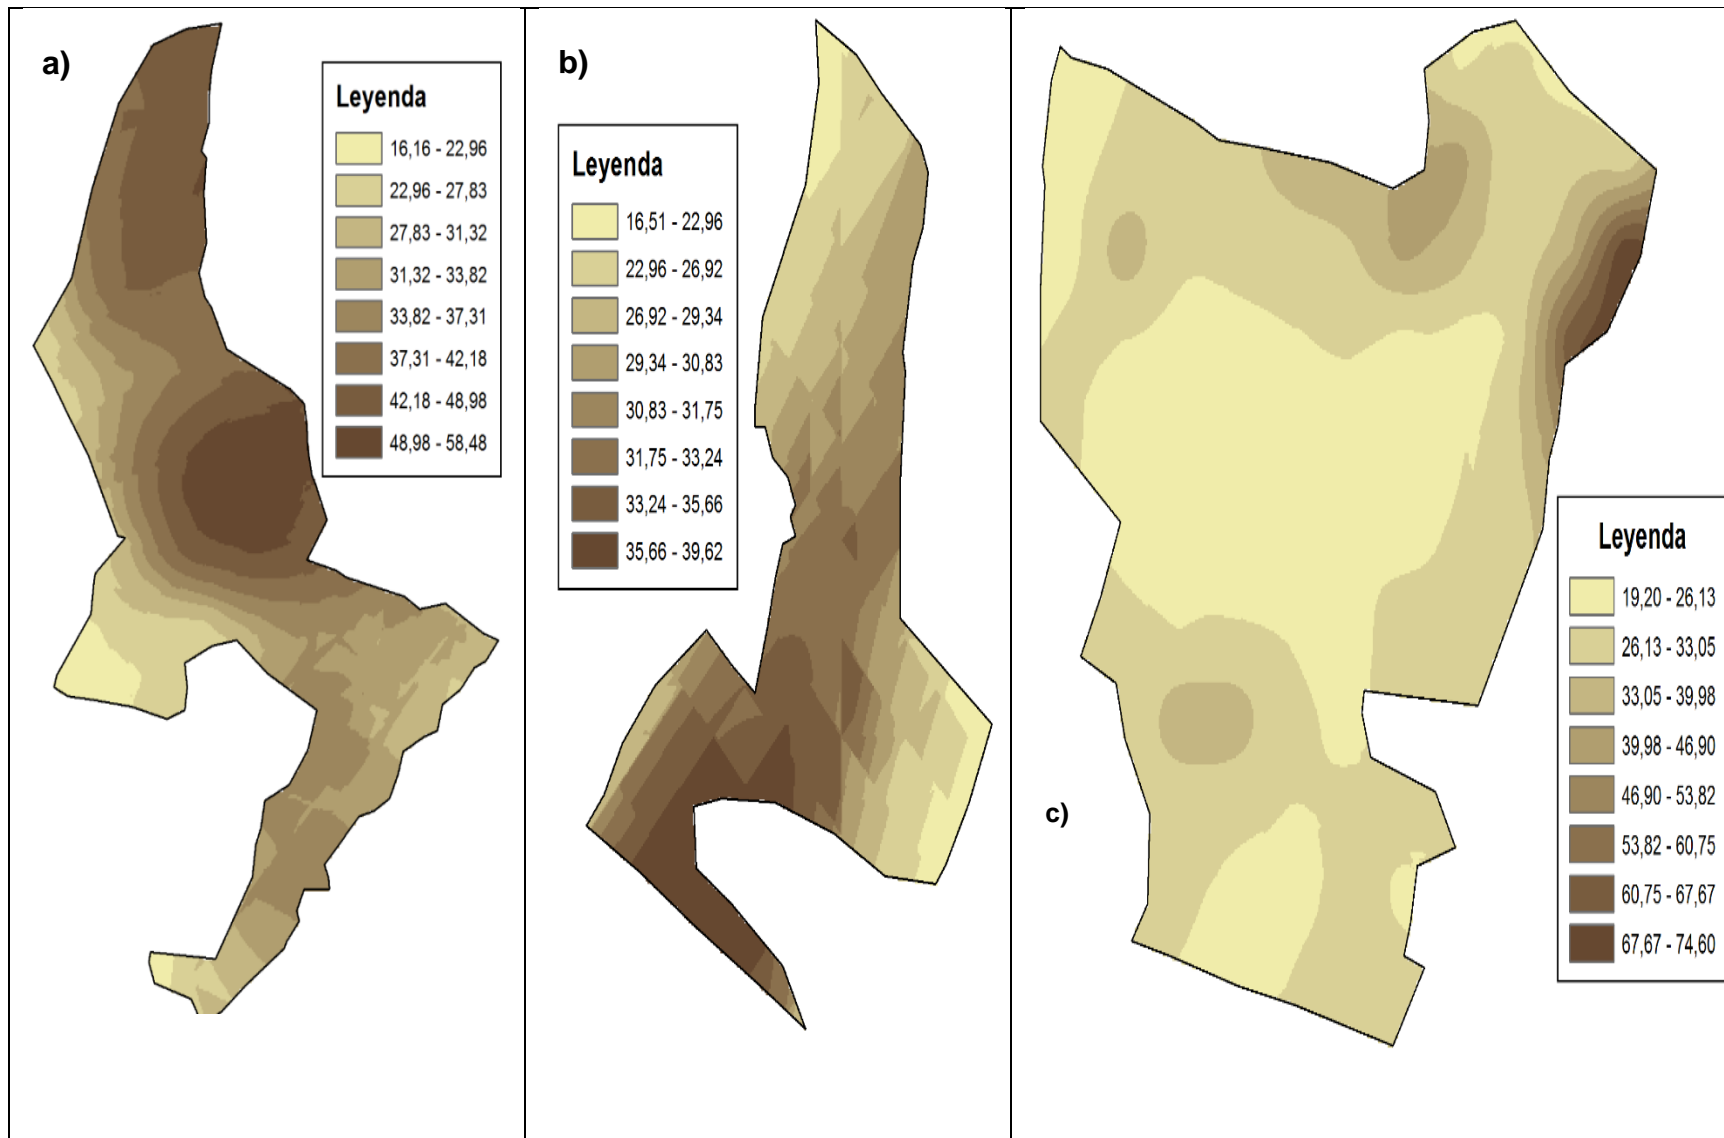 a)
Leyenda
16,16 - 22,96
22,96 - 27,83
27,83 - 31,32
31,32 - 33,82
33,82 - 37,31
37,31 - 42,18
42,18 - 48,98
48,98 - 58,48
b)
Leyenda
16,51 - 22,96
22,96 - 26,92
26,92 - 29,34
29,34 - 30,83
30,83 - 31,75
31,75 - 33,24
33,24 - 35,66
35,66 - 39,62
c)
Leyenda
19,20 - 26,13
26,13 - 33,05
33,05 - 39,98
39,98 - 46,90
46,90 - 53,82
53,82 - 60,75
60,75 - 67,67
67,67 - 74,60